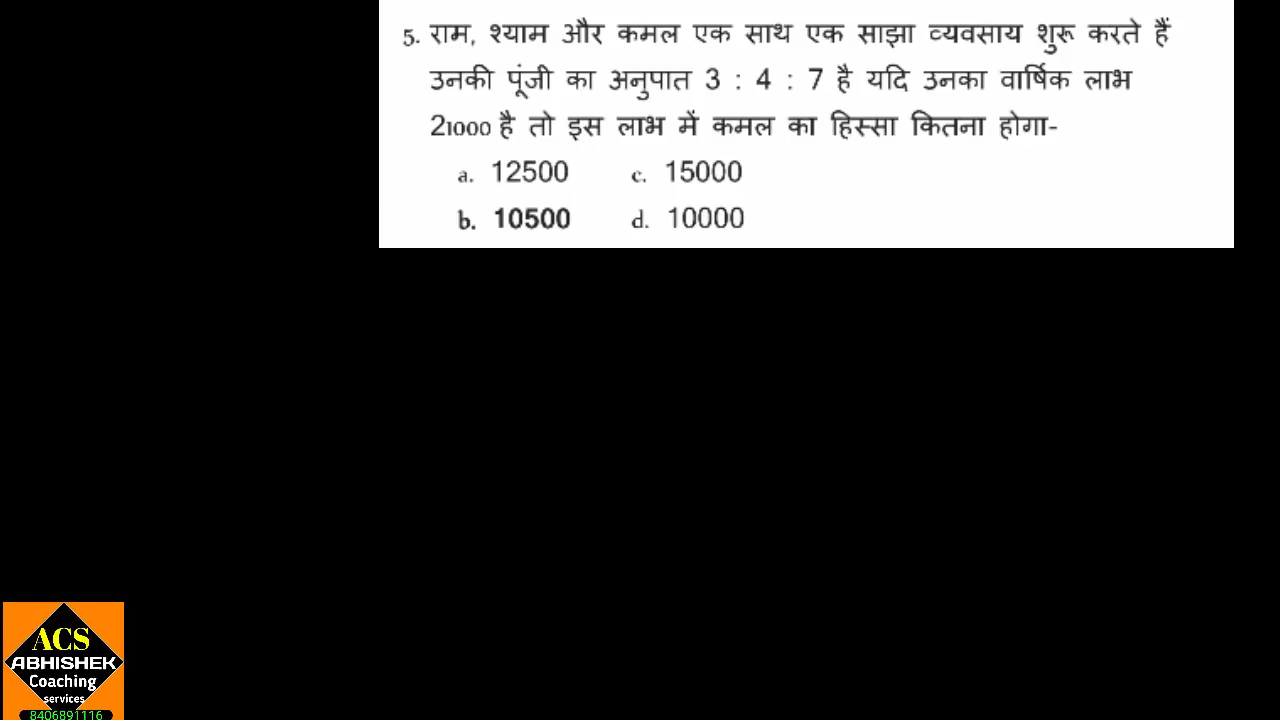 5. राम, श्याम और कमल एक साथ एक साझा व्यवसाय शुरू करते हैं
उनकी पूंजी का अनुपात 3 : 4 : 7 है यदि उनका वार्षिक लाभ
21000 है तो इस लाभ में कमल का हिस्सा कितना होगा-
a. 12500 c. 15000
b. 10500 d. 10000
ACS
ABHISHEK
Coaching
services
8406891116